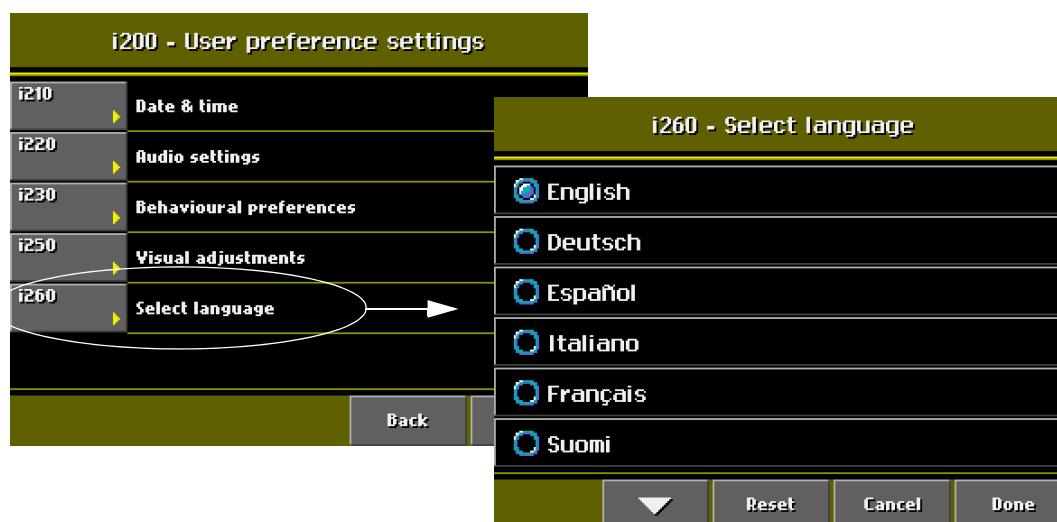 i200 - User preference settings
i210
Date & time
i220
Audio settings
i230
Behavioural preferences
i250
Visual adjustments
i260
Select language
Back
i260 - Select language
English
Deutsch
Español
Italiano
Français
Suomi
Reset Cancel Done